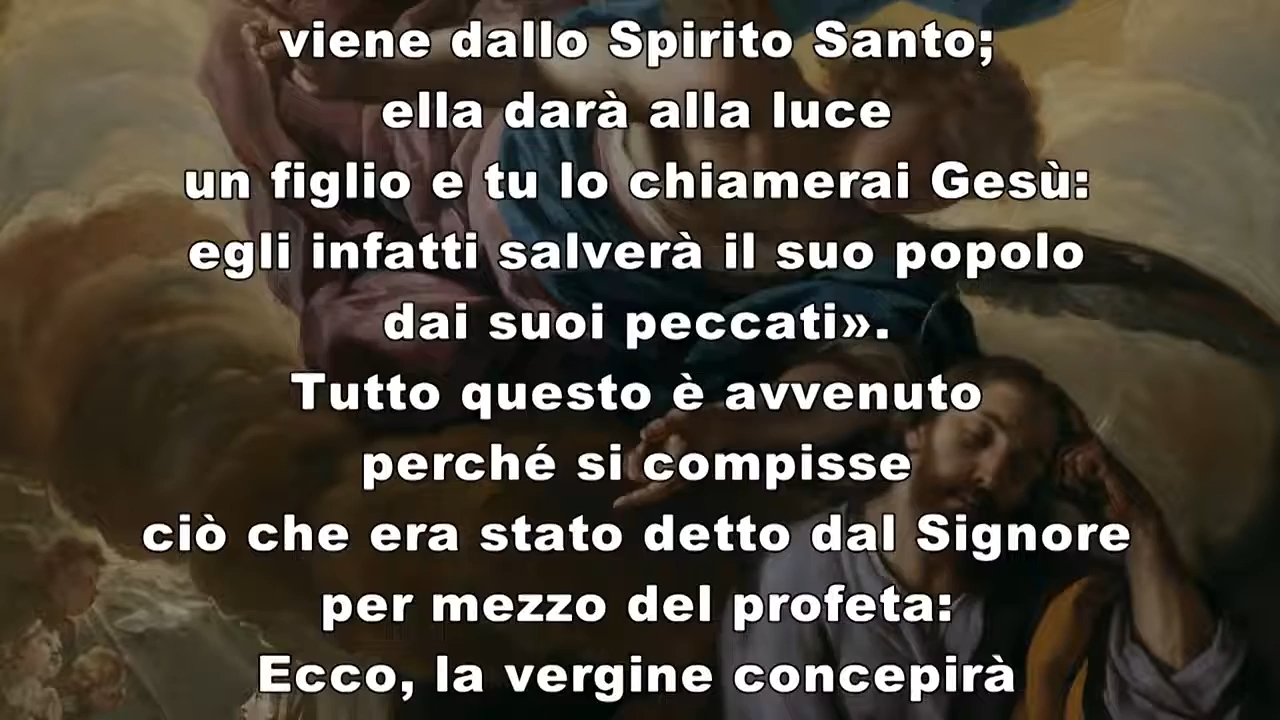 viene dallo Spirito Santo;
ella darà alla luce
un figlio e tu lo chiamerai Gesù:
egli infatti salverà il suo popolo
dai suoi peccati».
Tutto questo è avvenuto
perché si compisse
ciò che era stato detto dal Signore
per mezzo del profeta:
Ecco, la vergine concepirà